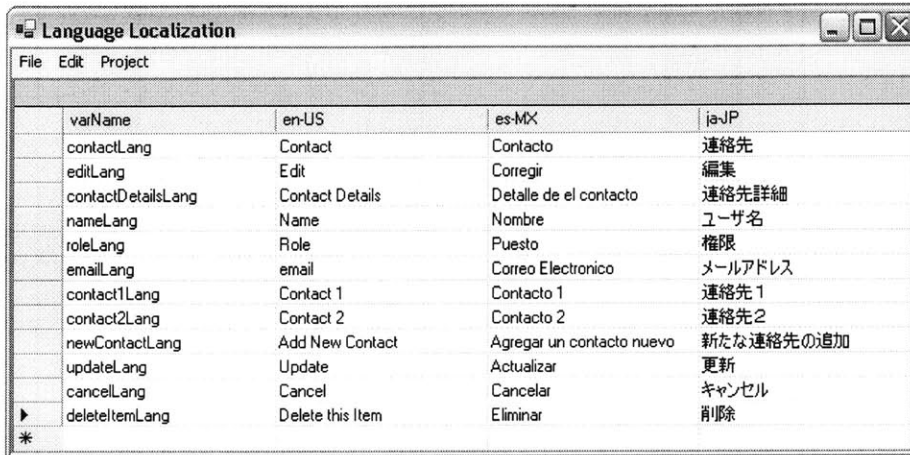 Language Localization
File Edit Project
varName en-US es-MX ja-JP
contactLang Contact Contacto 連絡先
editLang Edit Corregir 編集
contactDetailsLang Contact Details Detalle de el contacto 連絡先詳細
nameLang Name Nombre ユーザ名
roleLang Role Puesto 権限
emailLang email Correo Electronico メールアドレス
contact1Lang Contact 1 Contacto 1 連絡先1
contact2Lang Contact 2 Contacto 2 連絡先2
newContactLang Add New Contact Agregar un contacto nuevo 新たな連絡先の追加
updateLang Update Actualizar 更新
cancelLang Cancel Cancelar キャンセル
deleteItemLang Delete this Item Eliminar 削除